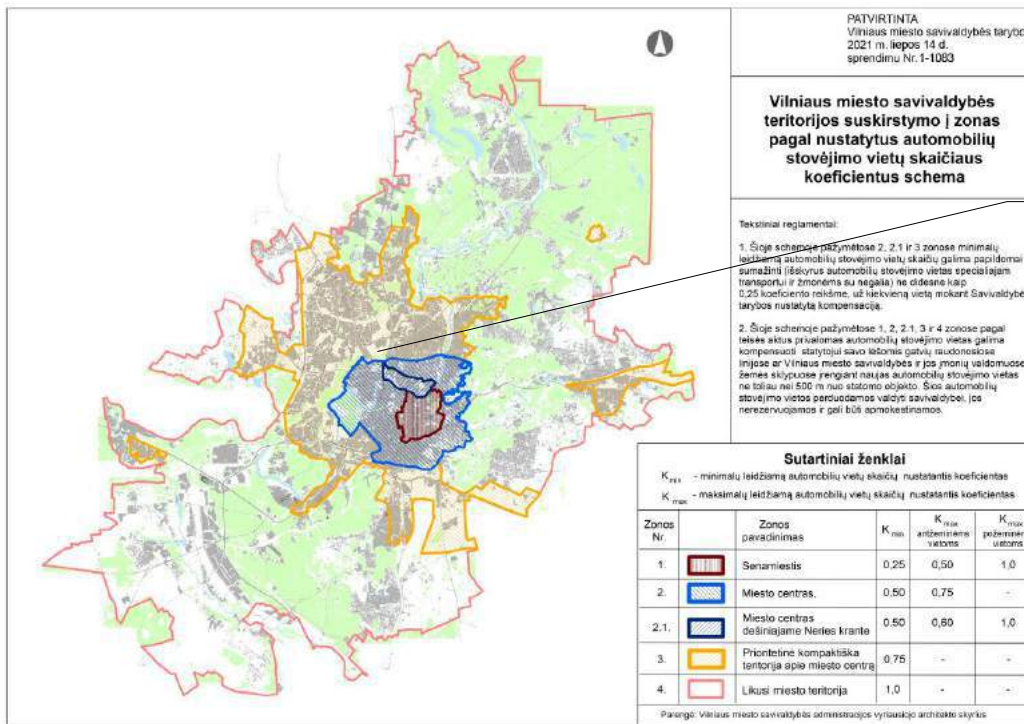 PATVIRTINTA
Vilniaus miesto savivaldybės tarybo
2021 m. liepos 14 d.
sprendimu Nr. 1-1083
Vilniaus miesto savivaldybės
teritorijos suskirstymo į zonas
pagal nustatytus automobilių
stovėjimo vietų skaičiaus
koeficientus schema
Tekstiniai reglamentai:
1. Šioje schemoje pažymėtose 2, 2.1 ir 3 zonose minimalų
leidžiamą automobilių stovėjimo vietų skaičių galima papildomai
sumažinti (išskyrus automobilių stovėjimo vietas specialiajam
transportui ir žmonėms su negalia) ne didesne kaip
0,25 koeficiento reikšme, už kiekvieną vietą mokant Savivaldybė
tarybos nustatytą kompensaciją.
2. Šioje schemoje pažymėtose 1, 2, 2.1, 3 ir 4 zonose pagal
teisės aktus privalomas automobilių stovėjimo vietas galima
kompensuoti statytojui savo lėšomis gatvių raudonosiose
linijose ar Vilniaus miesto savivaldybės ir jos įmonių valdomuose
žemės sklypuose įrengiant naujas automobilių stovėjimo vietas
ne toliau nei 500 m nuo statomo objekto. Šios automobilių
stovėjimo vietos perduodamos valdyti savivaldybei, jos
nerezervuojamos ir gali būti apmokestinamos.
Sutartiniai ženklai
K min - minimalų leidžiamą automobilių vietų skaičių nustatantis koeficientas
K max - maksimalų leidžiamą automobilių vietų skaičių nustatantis koeficientas
Zonos Nr. Zonos pavadinimas K min K max antžeminėms vietoms K max požeminėm vietoms
1. Senamiestis 0,25 0,50 1,0
2. Miesto centras. 0,50 0,75 -
2.1. Miesto centras dešiniajame Neries krante 0,50 0,60 1,0
3. Prioritetinė kompaktiška teritorija apie miesto centrą 0,75 - -
4. Likusi miesto teritorija 1,0 - -
Parengė: Vilniaus miesto savivaldybės administracijos vyriausiojo architekto skyrius